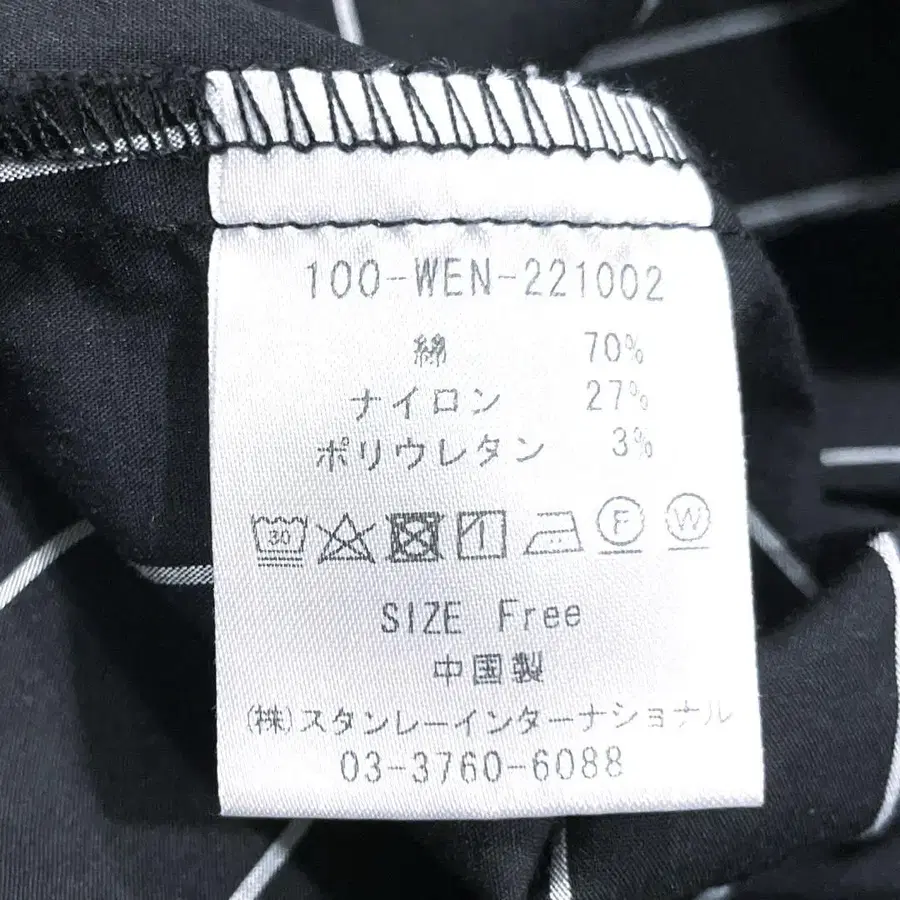 100-WEN-221002
綿 70%
ナイロン 27%
ポリウレタン 3%
30 F W
SIZE Free
中国製
(株)スタンレーインターナショナル
03-3760-6088